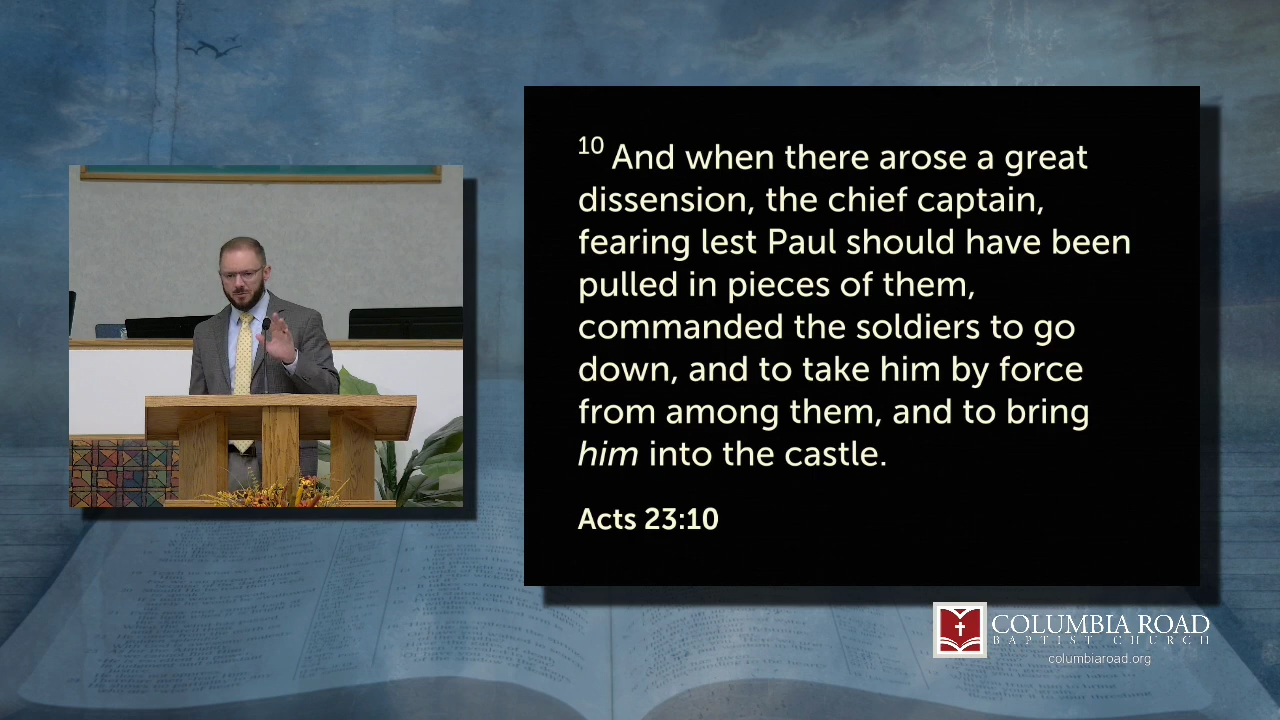 10 And when there arose a great
dissension, the chief captain,
fearing lest Paul should have been
pulled in pieces of them,
commanded the soldiers to go
down, and to take him by force
from among them, and to bring
him into the castle.
Acts 23:10
COLUMBIA ROAD
BAPTIST CHURCH
columbiaroad.org